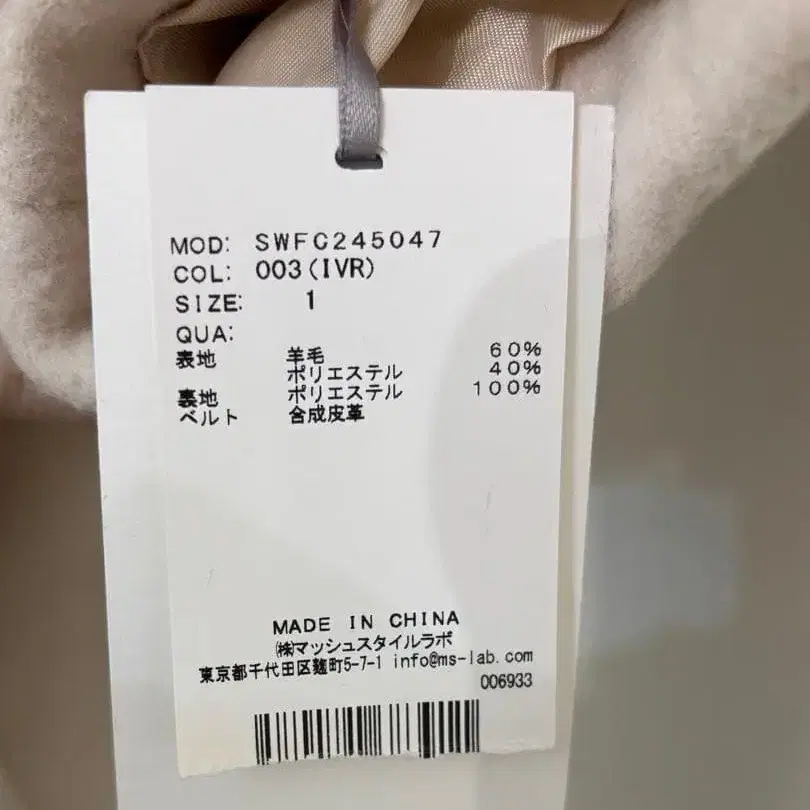 MOD: SWFC245047
COL: 003(IVR)
SIZE: 1
QUA:
表地 羊毛 60%
ポリエステル 40%
裏地 ポリエステル 100%
ベルト 合成皮革
MADE IN CHINA
㈱マッシュスタイルラボ
東京都千代田区麹町5-7-1 info@ms-lab.com
006933